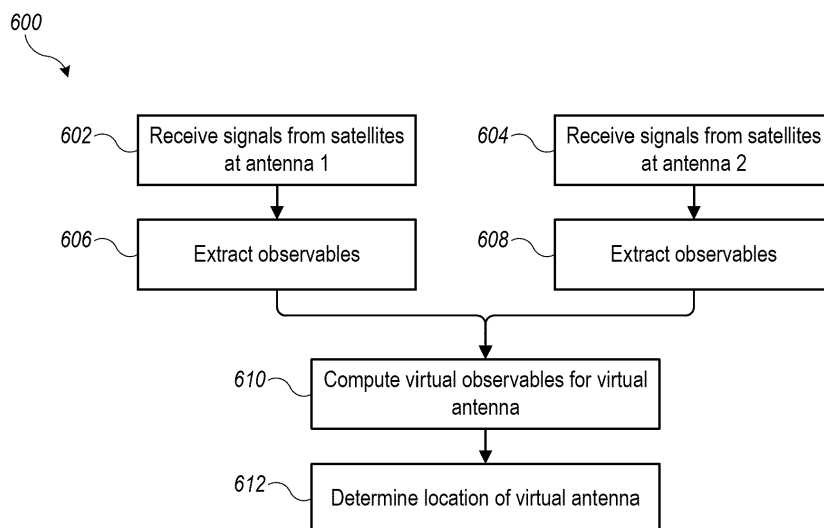 600
602
Receive signals from satellites
at antenna 1
604
Receive signals from satellites
at antenna 2
606
Extract observables
608
Extract observables
610
Compute virtual observables for virtual
antenna
612
Determine location of virtual antenna